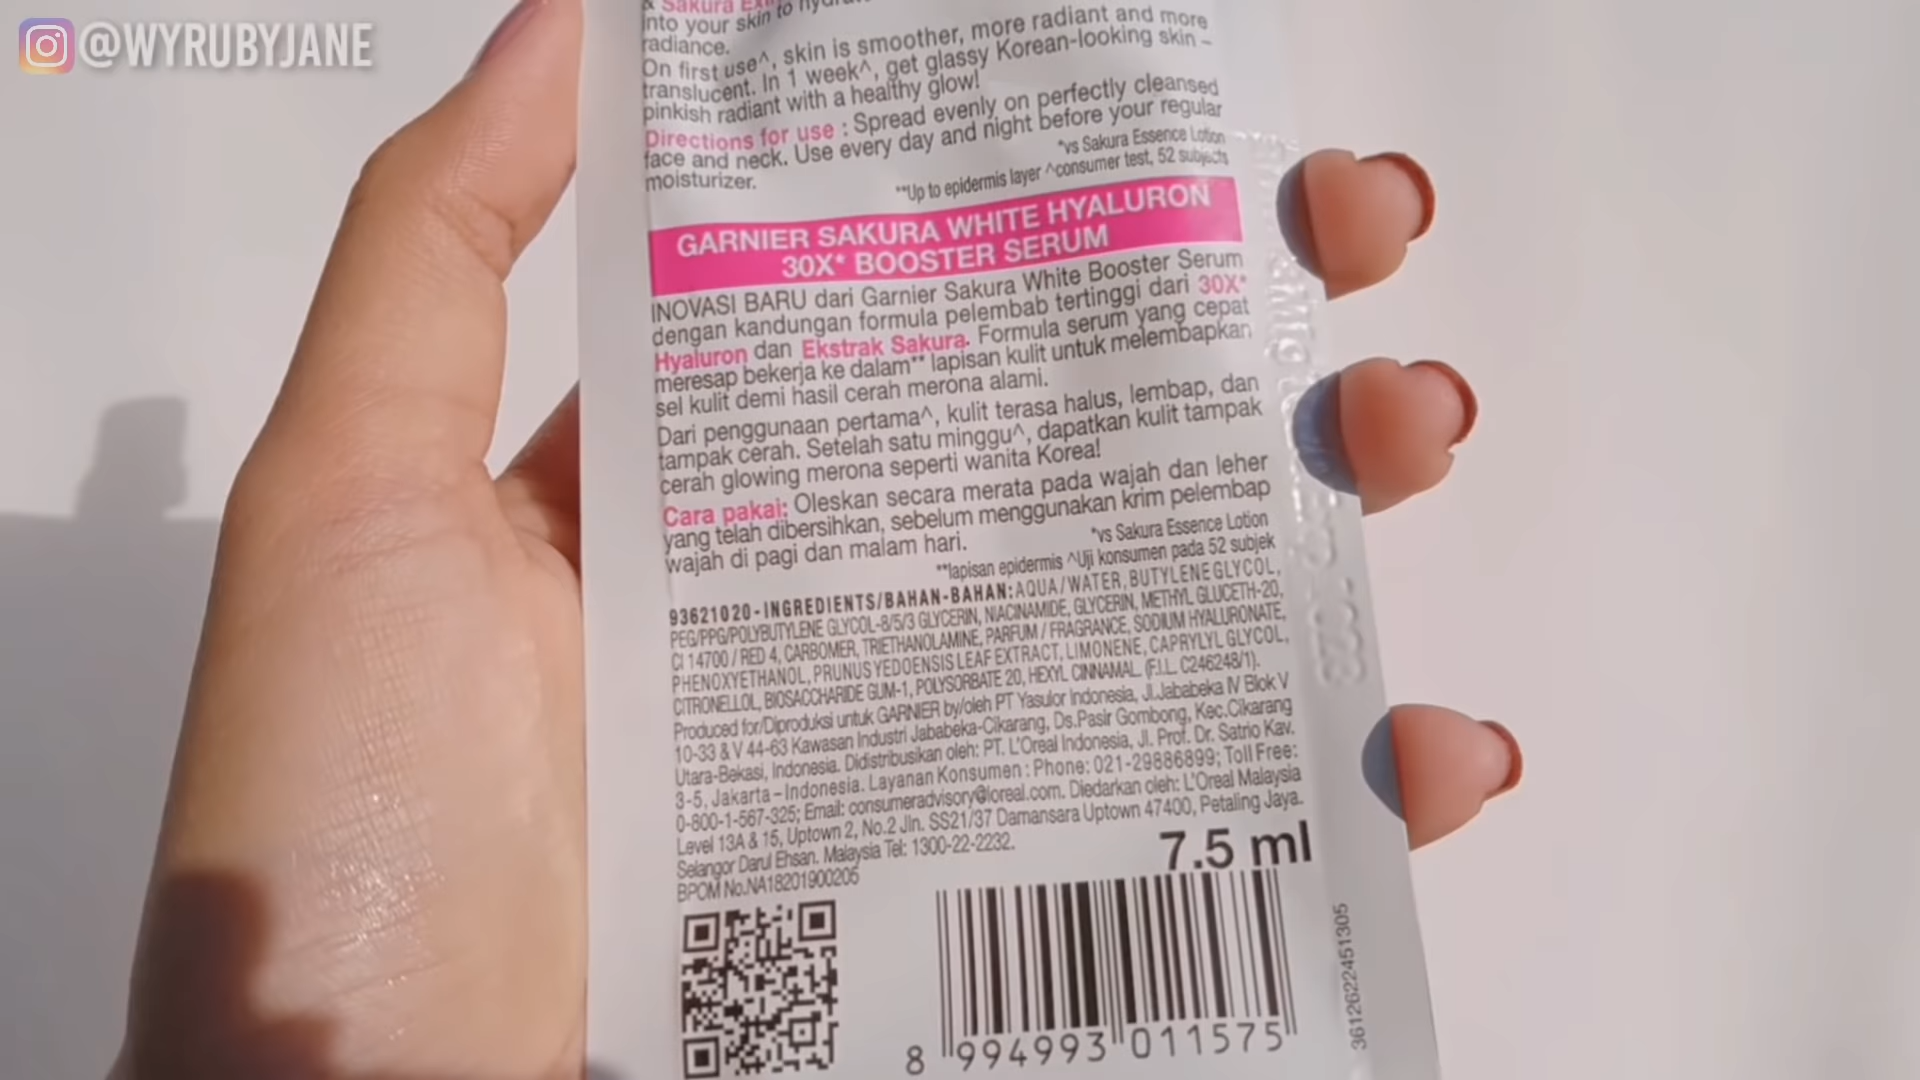 @WYRUBYJANE
& Sakura
into your skin to
radiance.
On first use^, skin is smoother, more radiant and more
translucent. In 1 week^, get glassy Korean-looking skin –
pinkish radiant with a healthy glow!
Directions for use : Spread evenly on perfectly cleansed
face and neck. Use every day and night before your regular
moisturizer.
*vs Sakura Essence Lotion
**Up to epidermis layer ^consumer test, 52 subjects
GARNIER SAKURA WHITE HYALURON
30X* BOOSTER SERUM
INOVASI BARU dari Garnier Sakura White Booster Serum
dengan kandungan formula pelembab tertinggi dari 30X*
Hyaluron dan Ekstrak Sakura. Formula serum yang cepat
meresap bekerja ke dalam** lapisan kulit untuk melembapkan
sel kulit demi hasil cerah merona alami.
Dari penggunaan pertama^, kulit terasa halus, lembap, dan
tampak cerah. Setelah satu minggu^, dapatkan kulit tampak
cerah glowing merona seperti wanita Korea!
Cara pakai: Oleskan secara merata pada wajah dan leher
yang telah dibersihkan, sebelum menggunakan krim pelembap
wajah di pagi dan malam hari.
*vs Sakura Essence Lotion
**lapisan epidermis ^Uji konsumen pada 52 subjek
93621020 - INGREDIENTS/BAHAN-BAHAN: AQUA / WATER, BUTYLENE GLYCOL,
PEG/PPG/POLYBUTYLENE GLYCOL-8/5/3 GLYCERIN, NIACINAMIDE, GLYCERIN, METHYL GLUCETH-20,
CI 14700 / RED 4, CARBOMER, TRIETHANOLAMINE, PARFUM / FRAGRANCE, SODIUM HYALURONATE,
PHENOXYETHANOL, PRUNUS YEDOENSIS LEAF EXTRACT, LIMONENE, CAPRYLYL GLYCOL,
CITRONELLOL, BIOSACCHARIDE GUM-1, POLYSORBATE 20, HEXYL CINNAMAL. (F.I.L. C246248/1).
Produced for/Diproduksi untuk GARNIER by/oleh PT Yasulor Indonesia, Jl.Jababeka IV Blok V
10-33 & V 44-63 Kawasan Industri Jababeka-Cikarang, Ds.Pasir Gombong, Kec.Cikarang
Utara-Bekasi, Indonesia. Didistribusikan oleh: PT. L'Oreal Indonesia, Jl. Prof. Dr. Satrio Kav.
3-5, Jakarta – Indonesia. Layanan Konsumen : Phone: 021-29886899; Toll Free:
0-800-1-567-325; Email: consumeradvisory@loreal.com. Diedarkan oleh: L'Oreal Malaysia
Level 13A & 15, Uptown 2, No.2 Jln. SS21/37 Damansara Uptown 47400, Petaling Jaya.
Selangor Darul Ehsan. Malaysia Tel: 1300-22-2232.
BPOM No.NA18201900205
7.5 ml
8 994993 011575
3612622451305